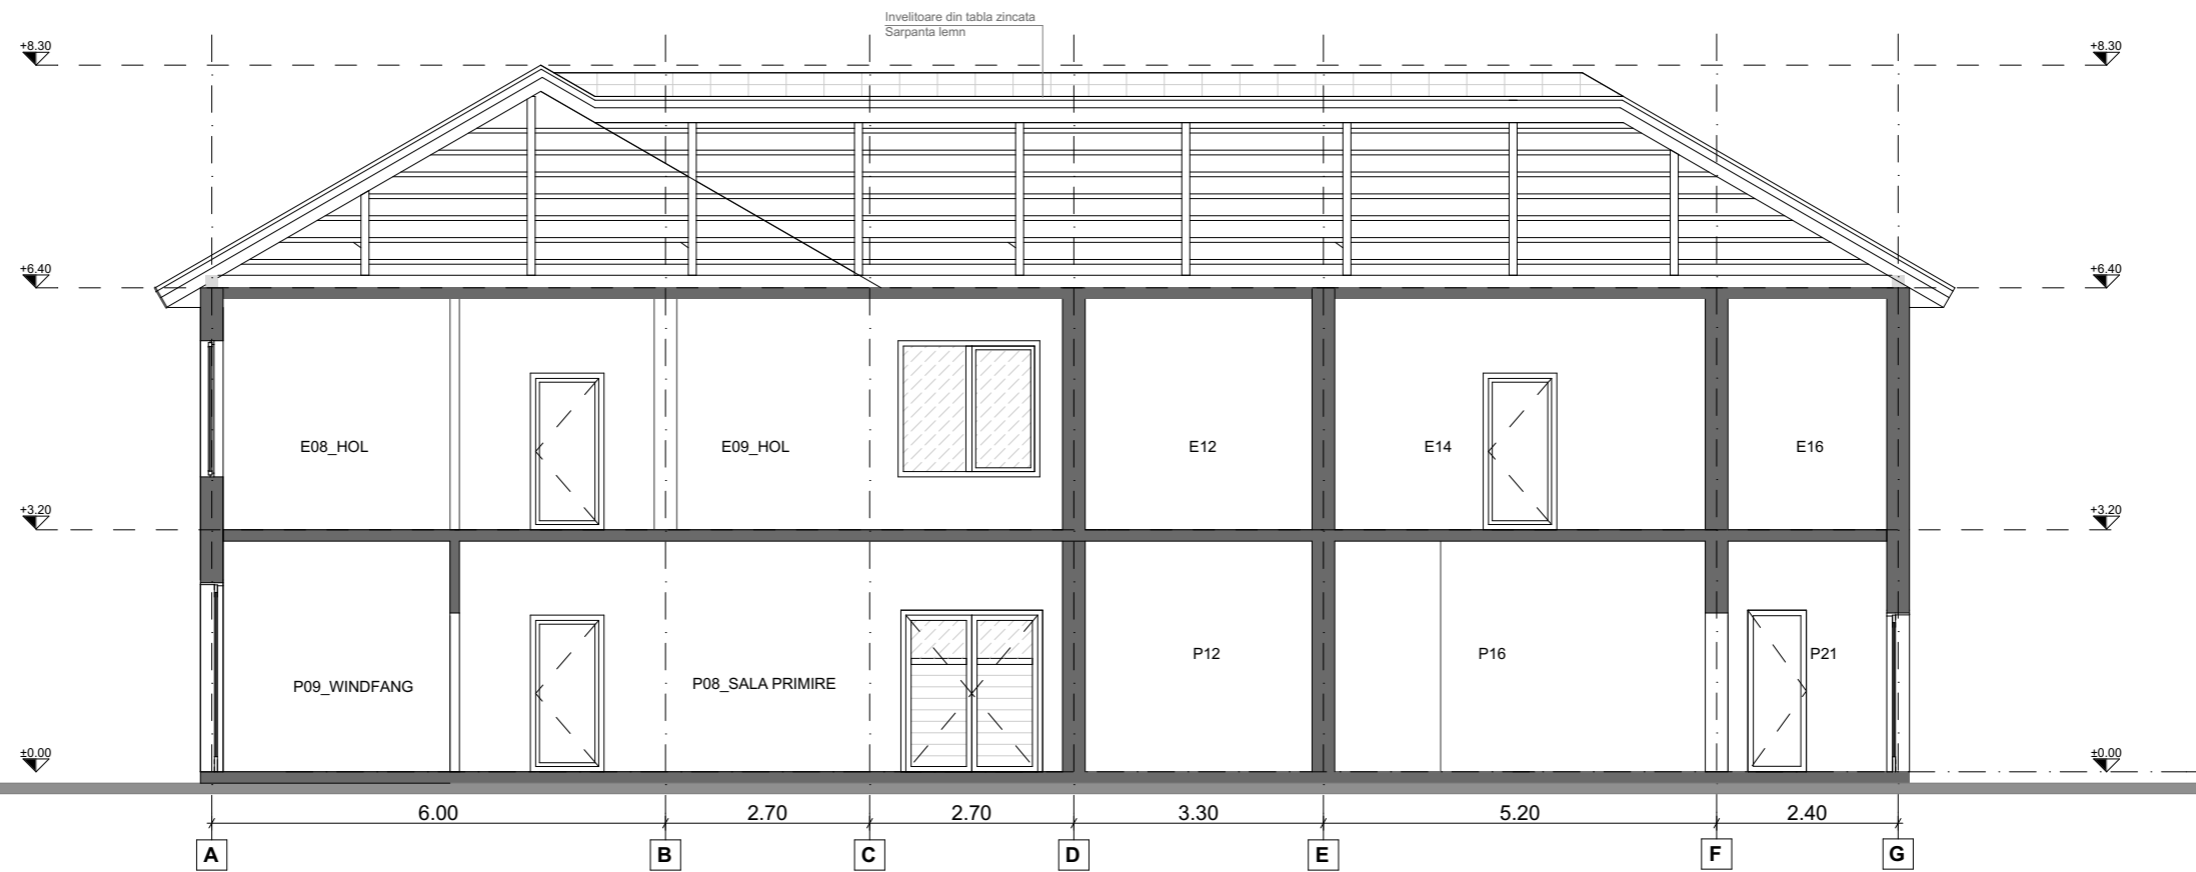 Invelitoare din tabla zincata
Sarpanta lemn
+8.30 +8.30
+6.40 +6.40
E08_HOL E09_HOL E12 E14 E16
+3.20 +3.20
P12 P16 P21
P09_WINDFANG P08_SALA PRIMIRE
±0.00 ±0.00
6.00 2.70 2.70 3.30 5.20 2.40
A B C D E F G